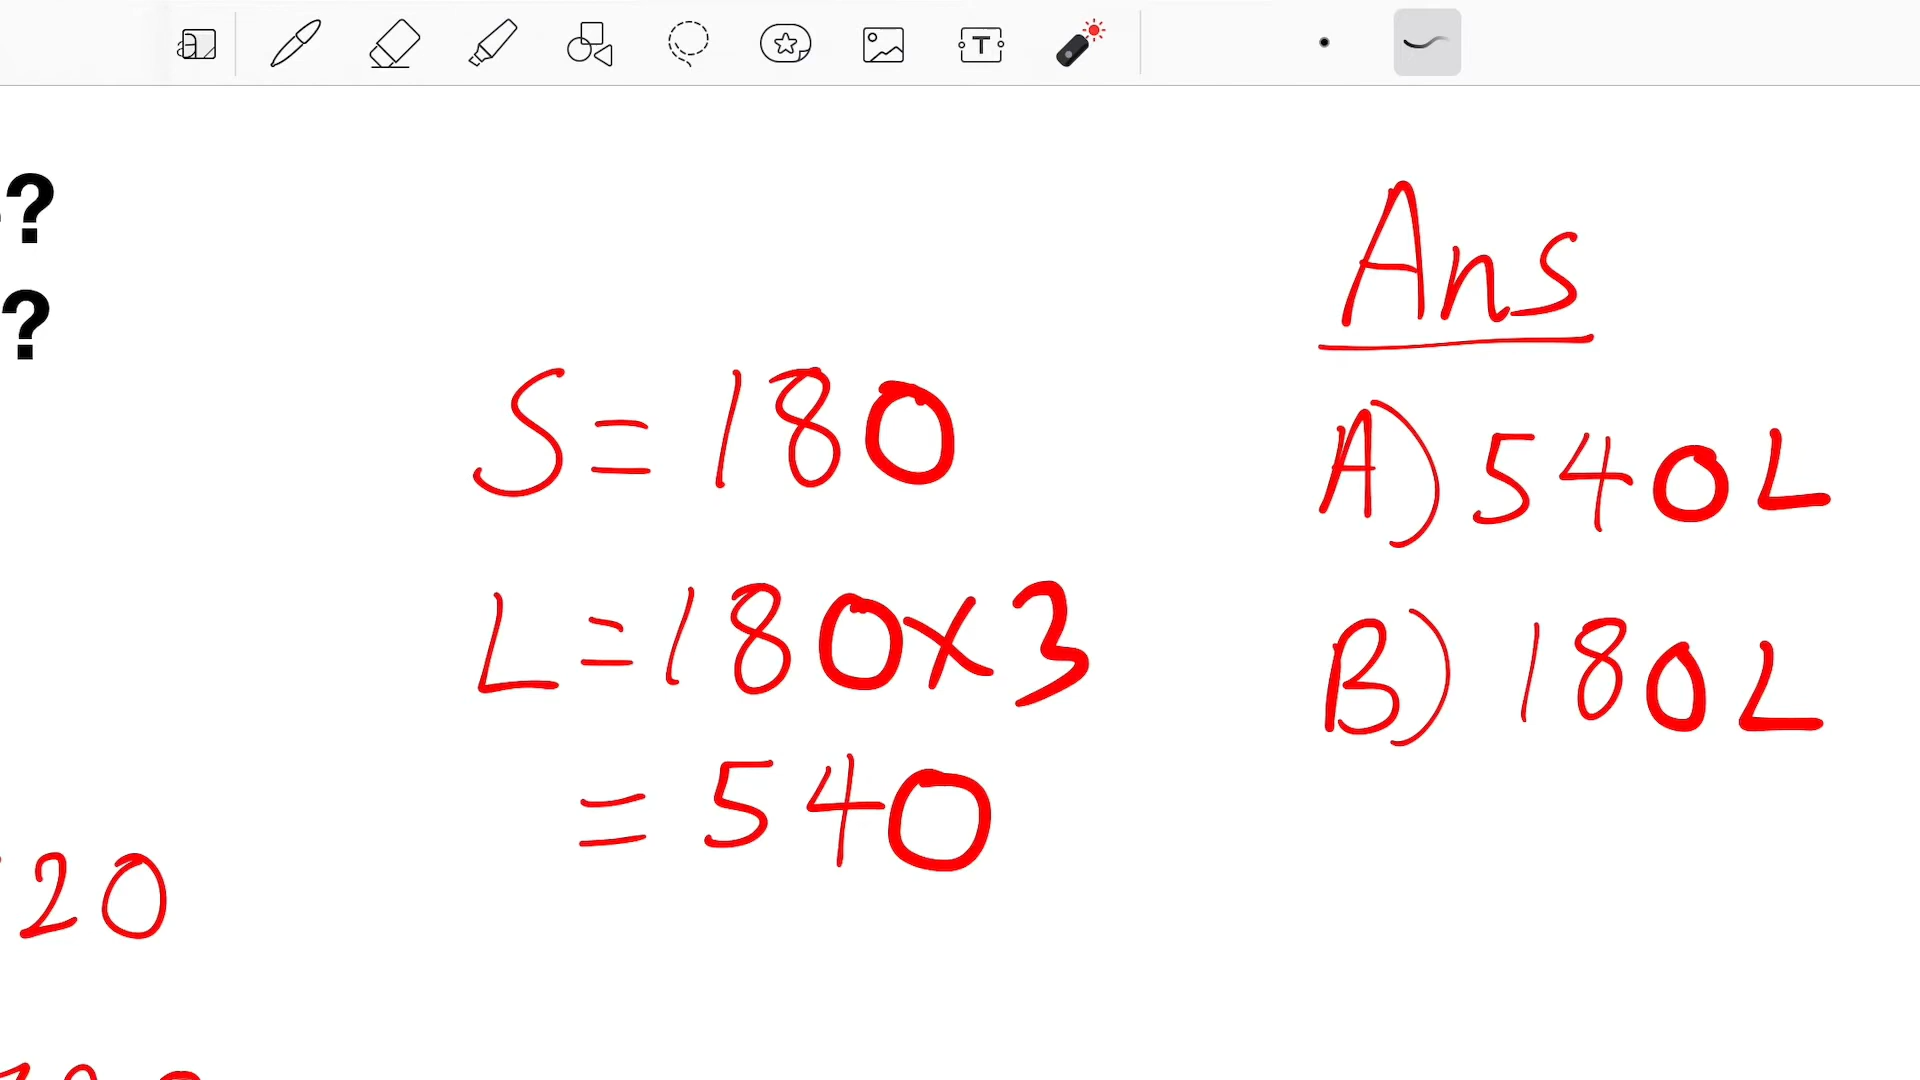 ?
?
Ans
S = 180
A) 540L
L = 180 x 3
B) 180L
= 540
20